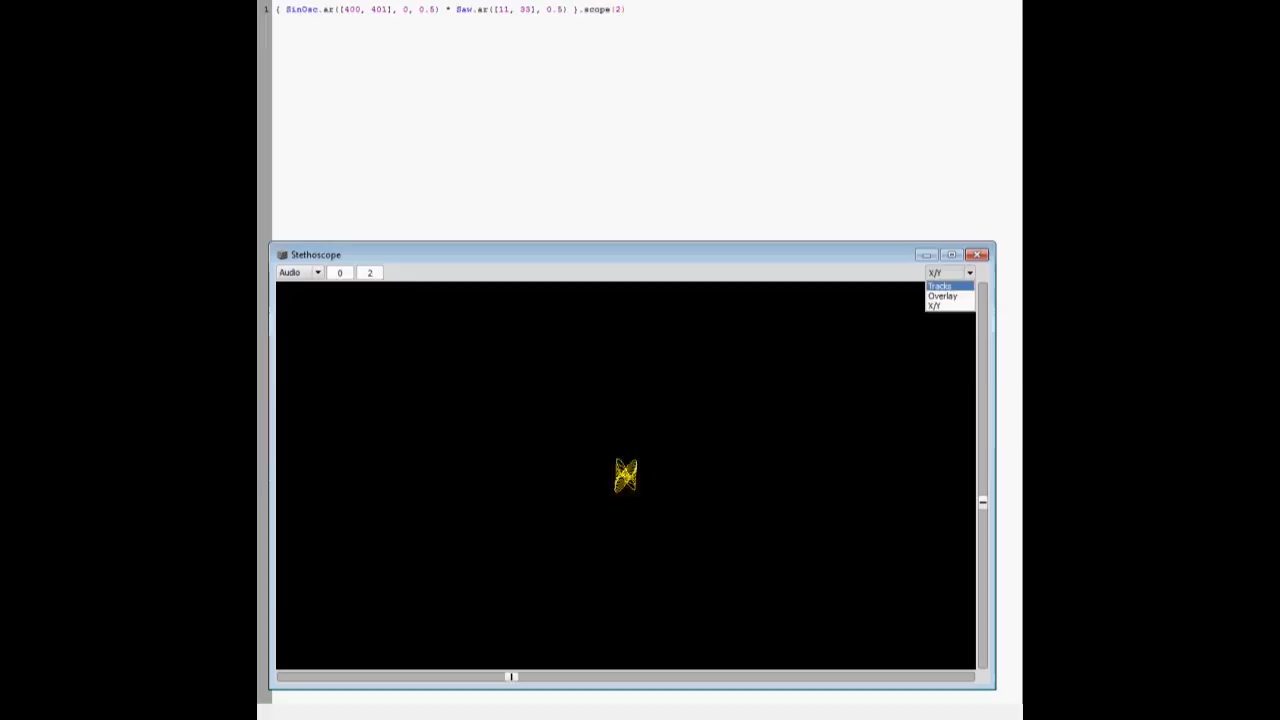 1 { SinOsc.ar([400, 401], 0, 0.5) * Saw.ar([11, 33], 0.5) }.scope(2)
Stethoscope
Audio 0 2 X/Y
Tracks
Overlay
X/Y